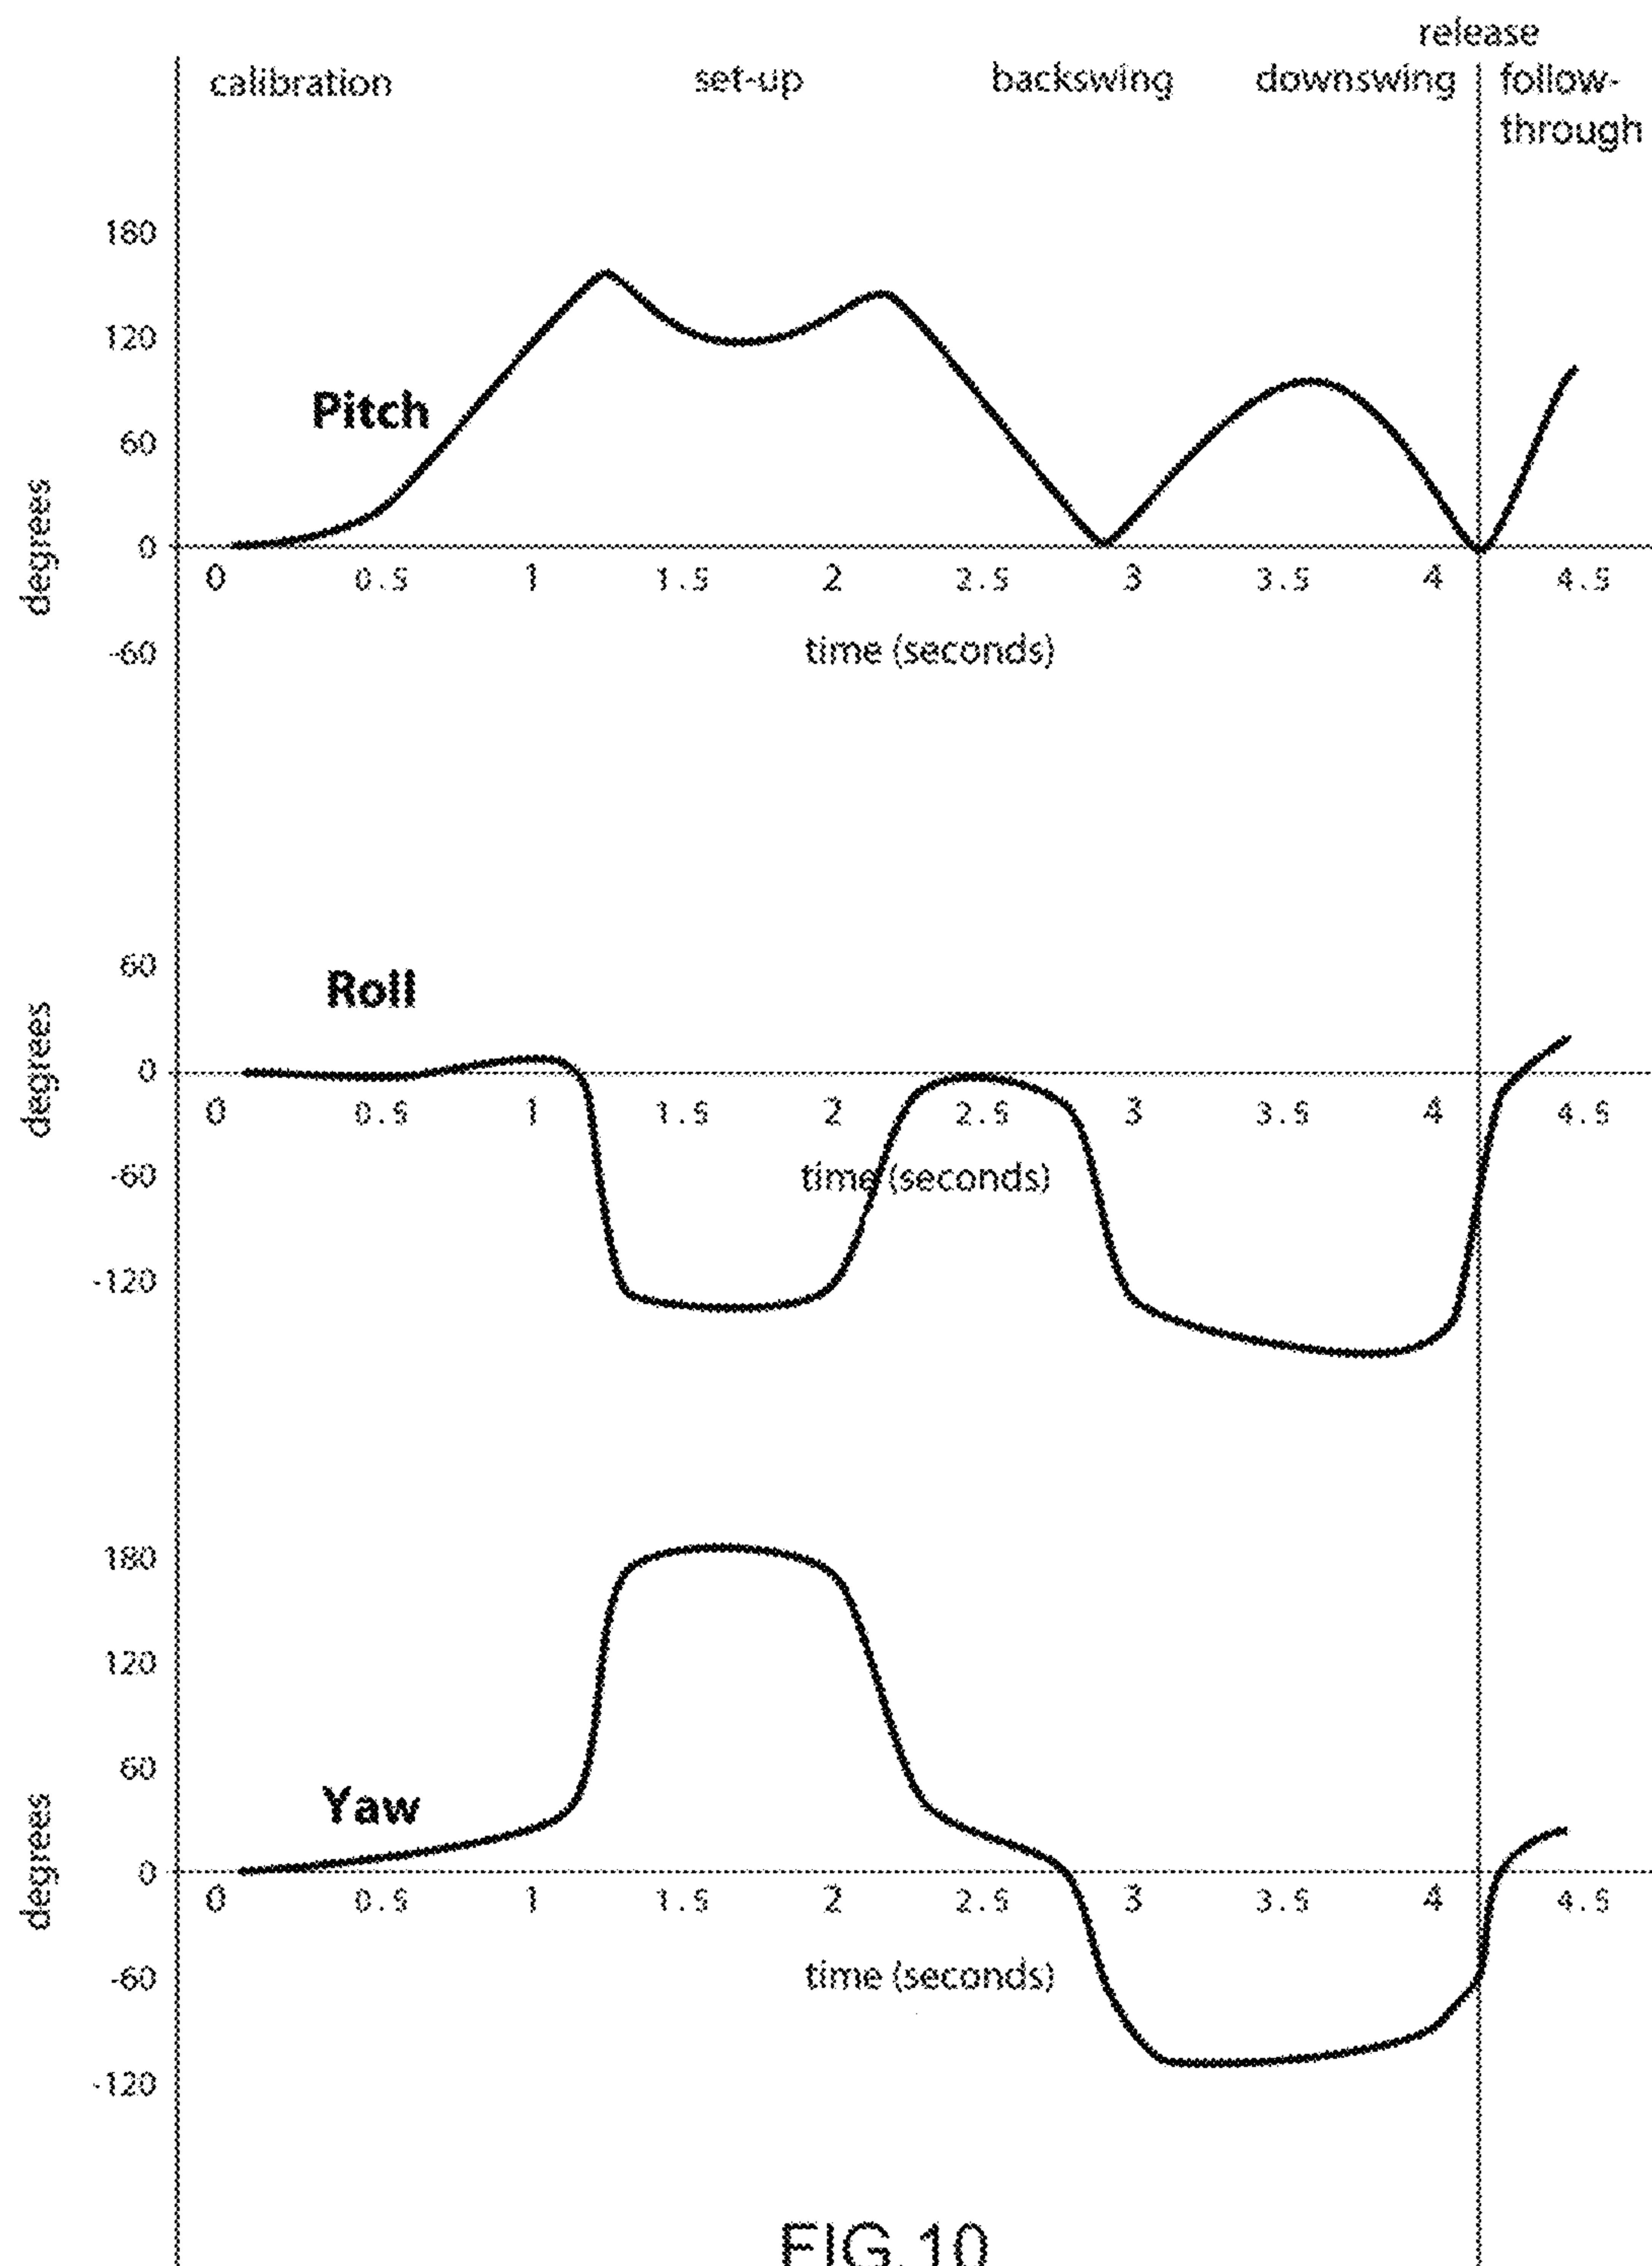 release
calibration set-up backswing downswing follow-
through
180
120
Pitch
60
degrees
0
0 0.5 1 1.5 2 2.5 3 3.5 4 4.5
-60
time (seconds)
60
Roll
degrees
0
0 0.5 1 1.5 2 2.5 3 3.5 4 4.5
-60
time (seconds)
-120
180
120
60
Yaw
degrees
0
0 0.5 1 1.5 2 2.5 3 3.5 4 4.5
-60
time (seconds)
-120
FIG.10